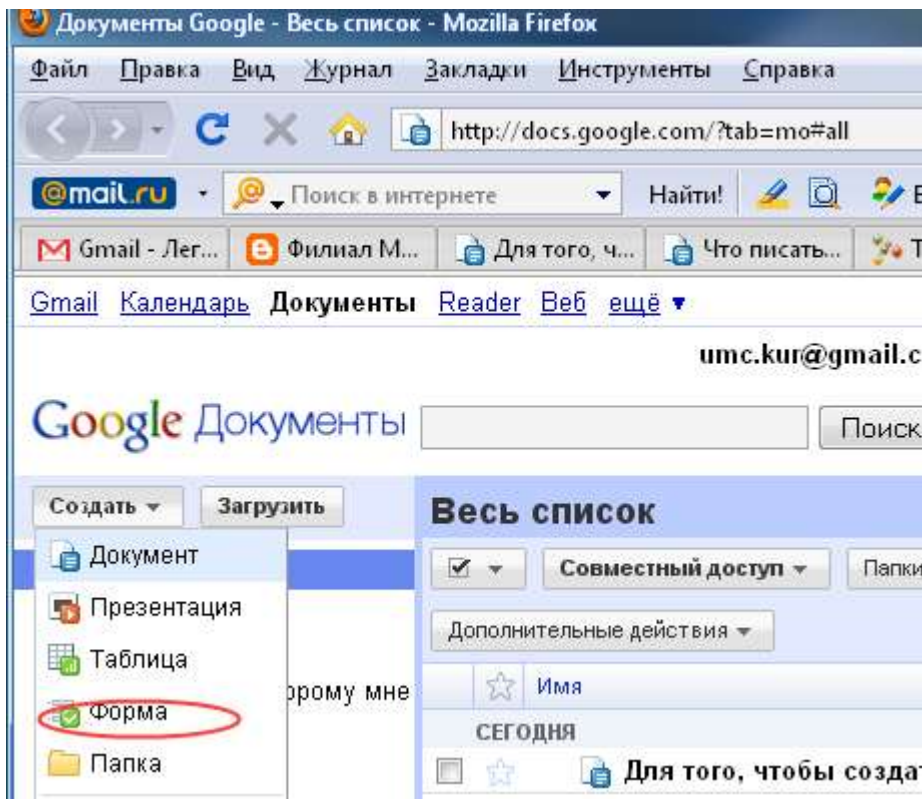 Документы Google - Весь список - Mozilla Firefox
Файл Правка Вид Журнал Закладки Инструменты Справка
http://docs.google.com/?tab=mo#all
@mail.ru Поиск в интернете Найти!
Gmail - Лег... Филиал М... Для того, ч... Что писать...
Gmail Календарь Документы Reader Веб ещё
umc.kur@gmail.c
Google Документы Поиск
Создать Загрузить Весь список
Документ
Совместный доступ Папки
Презентация
Дополнительные действия
Таблица
Имя
орому мне
Форма
СЕГОДНЯ
Папка
Для того, чтобы созда